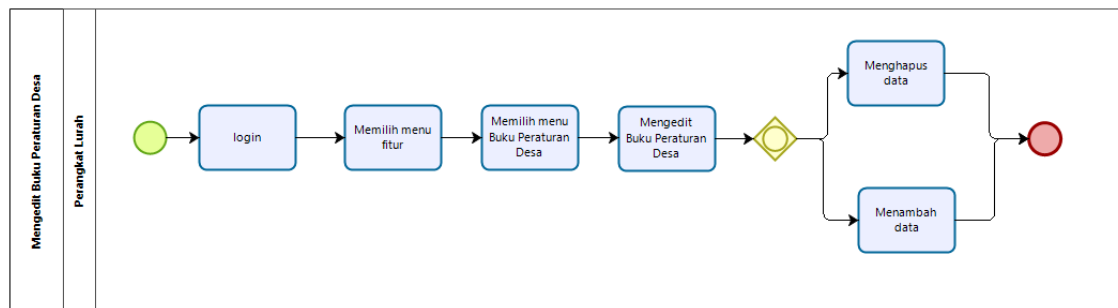 Mengedit Buku Peraturan Desa
Perangkat Lurah
login
Memilih menu
fitur
Memilih menu
Buku Peraturan
Desa
Mengedit
Buku Peraturan
Desa
Menghapus
data
Menambah
data